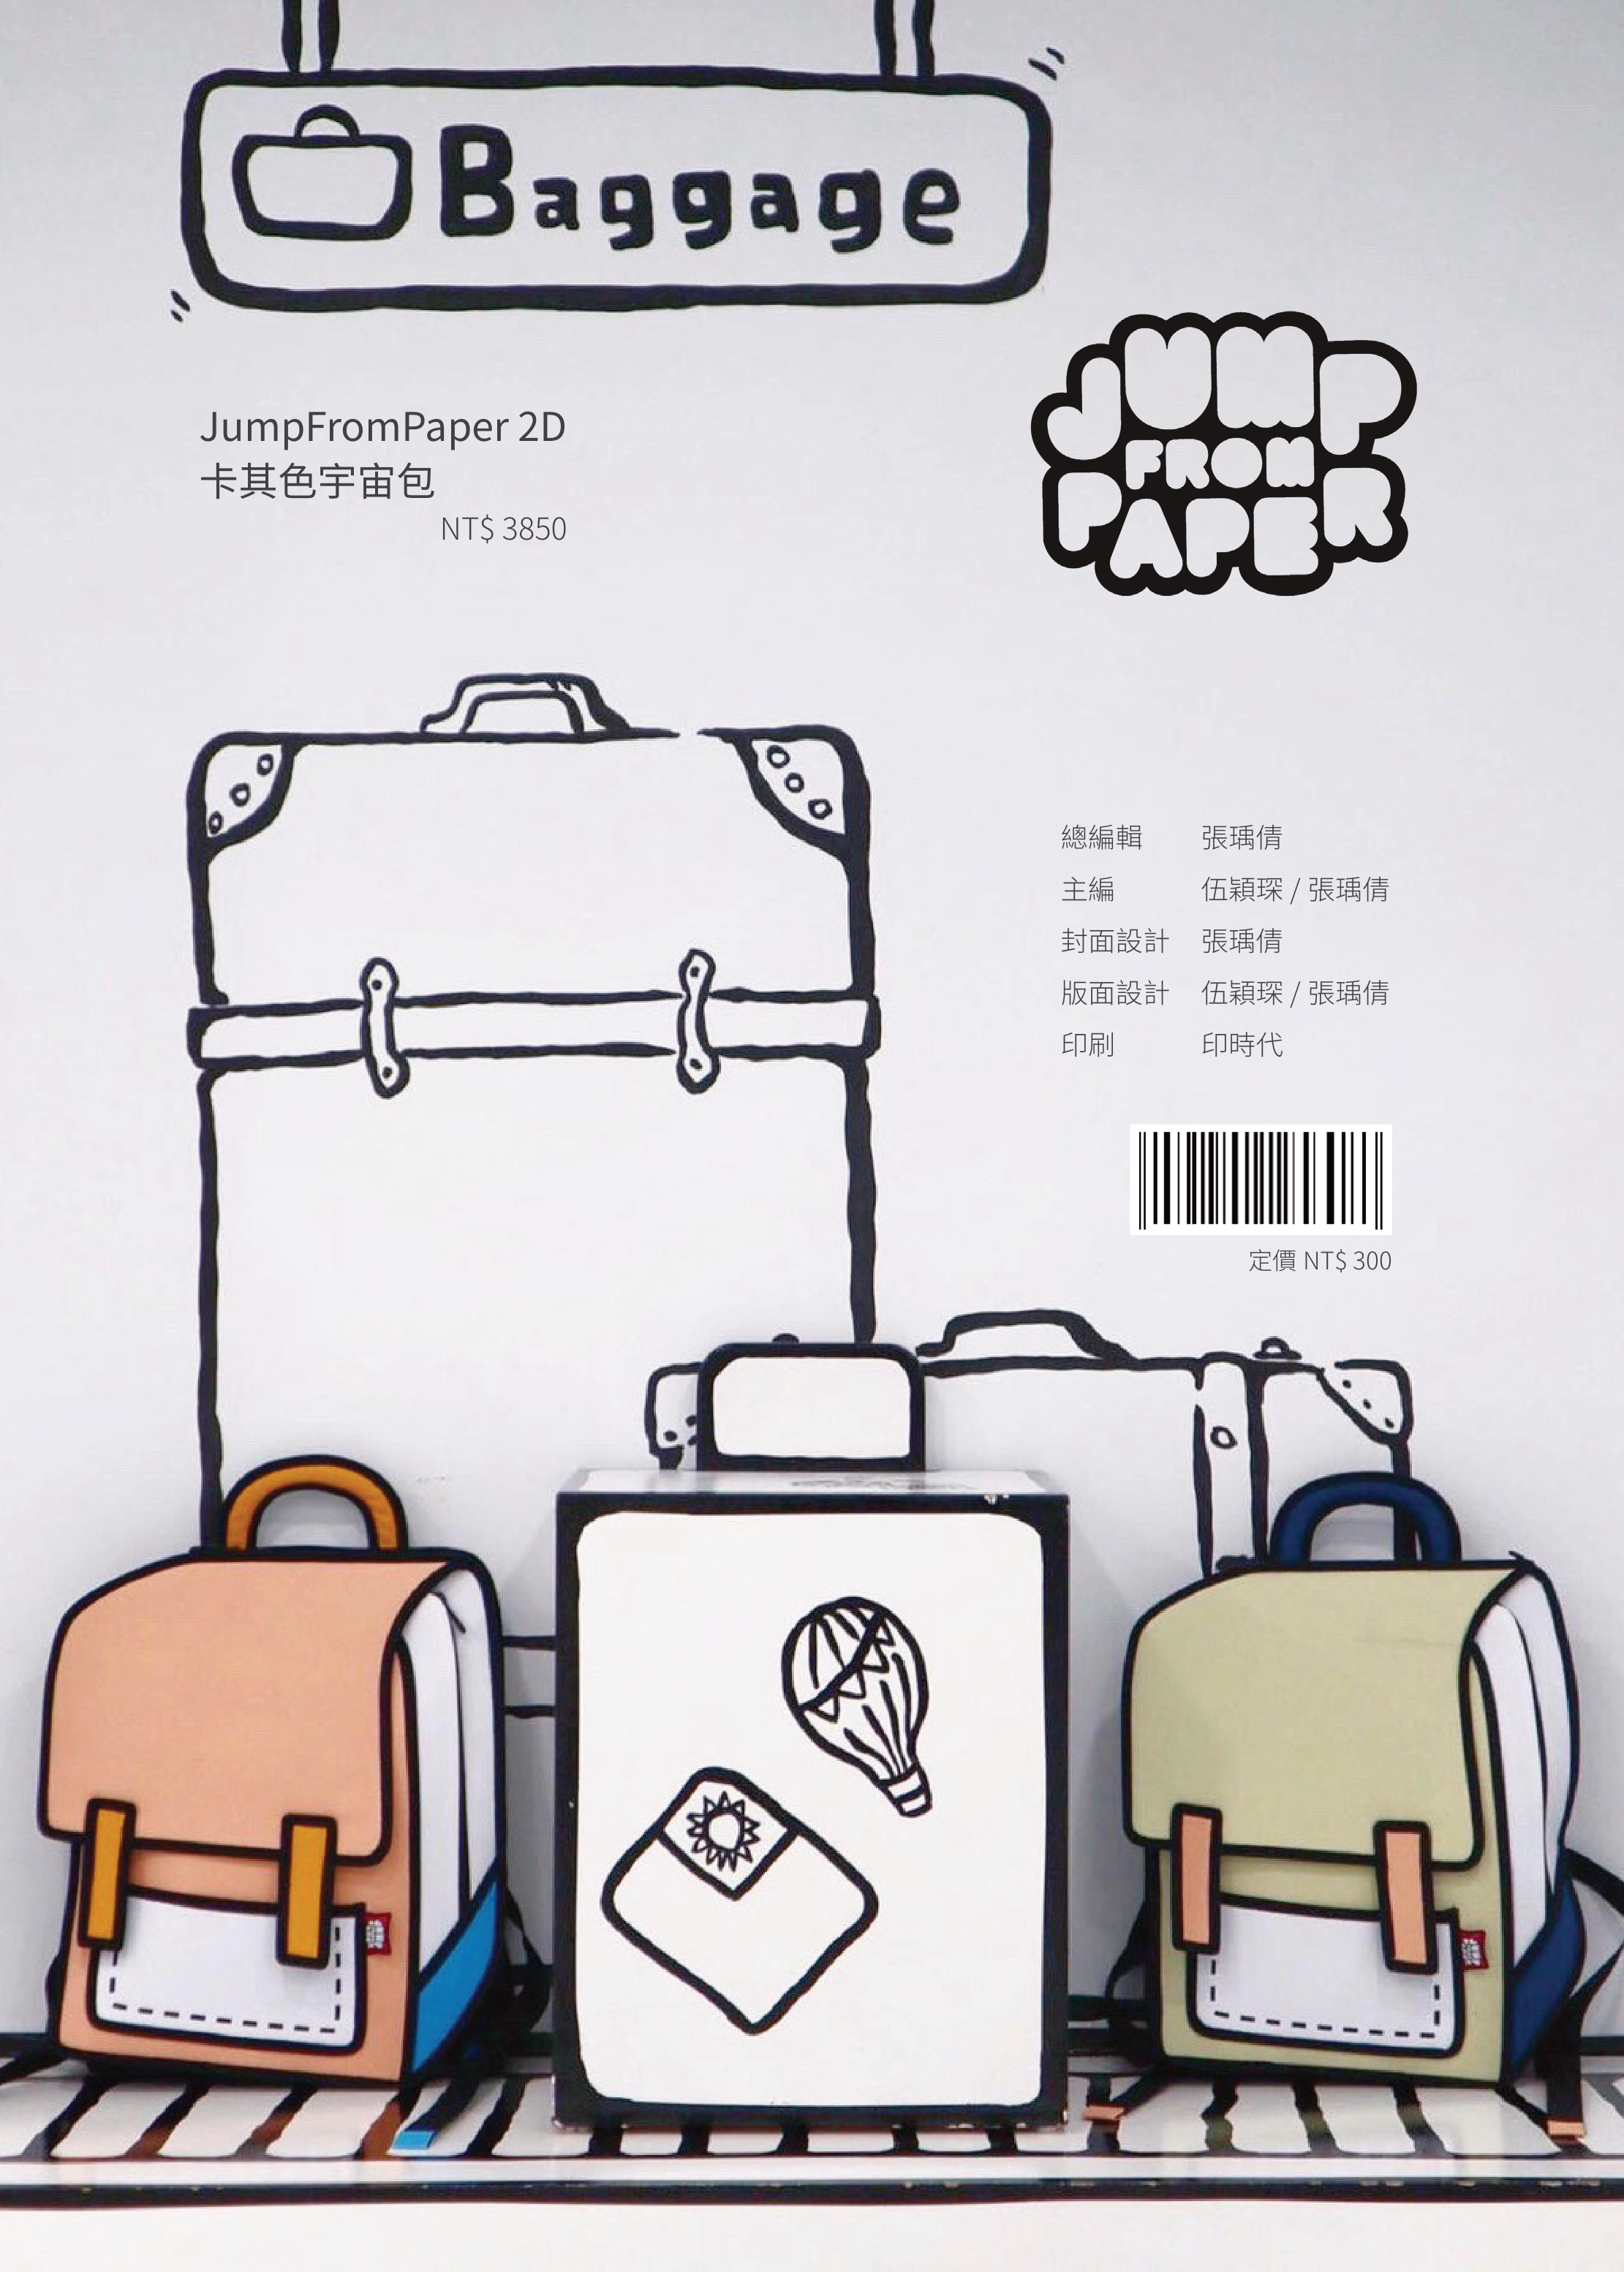 Baggage
JumpFromPaper 2D
卡其色宇宙包
NT$ 3850
JUMP
FROM
PAPER
總編輯 張瑀倩
主編 伍穎琛 / 張瑀倩
封面設計 張瑀倩
版面設計 伍穎琛 / 張瑀倩
印刷 印時代
定價 NT$ 300